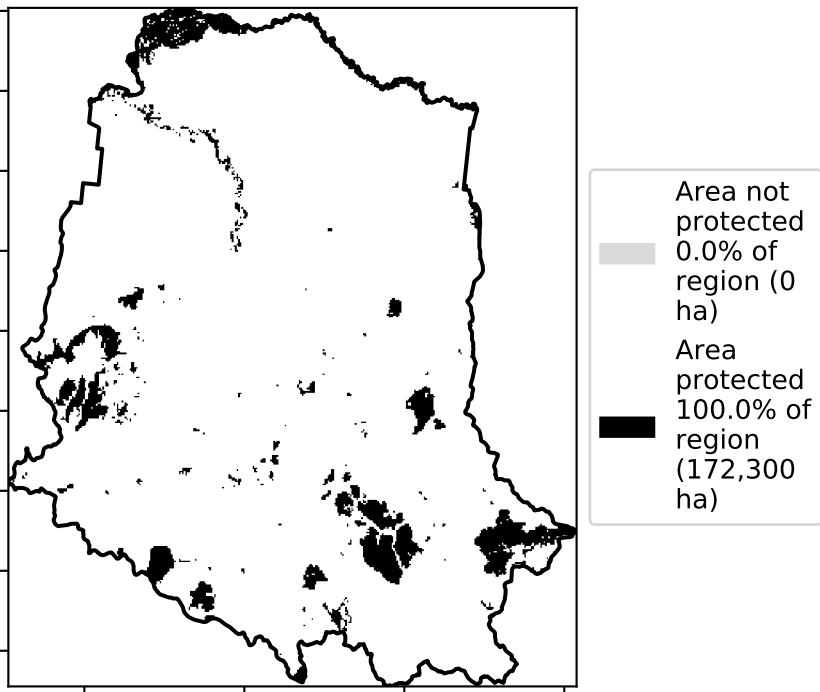 Area not
protected
0.0% of
region (0
ha)
Area
protected
100.0% of
region
(172,300
ha)